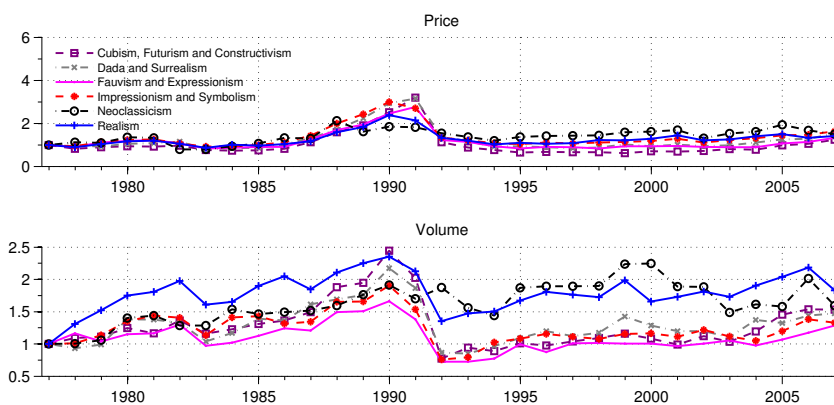 Price
6
4
2
0
Cubism, Futurism and Constructivism
Dada and Surrealism
Fauvism and Expressionism
Impressionism and Symbolism
Neoclassicism
Realism
1980 1985 1990 1995 2000 2005
Volume
2.5
2
1.5
1
0.5
1980 1985 1990 1995 2000 2005